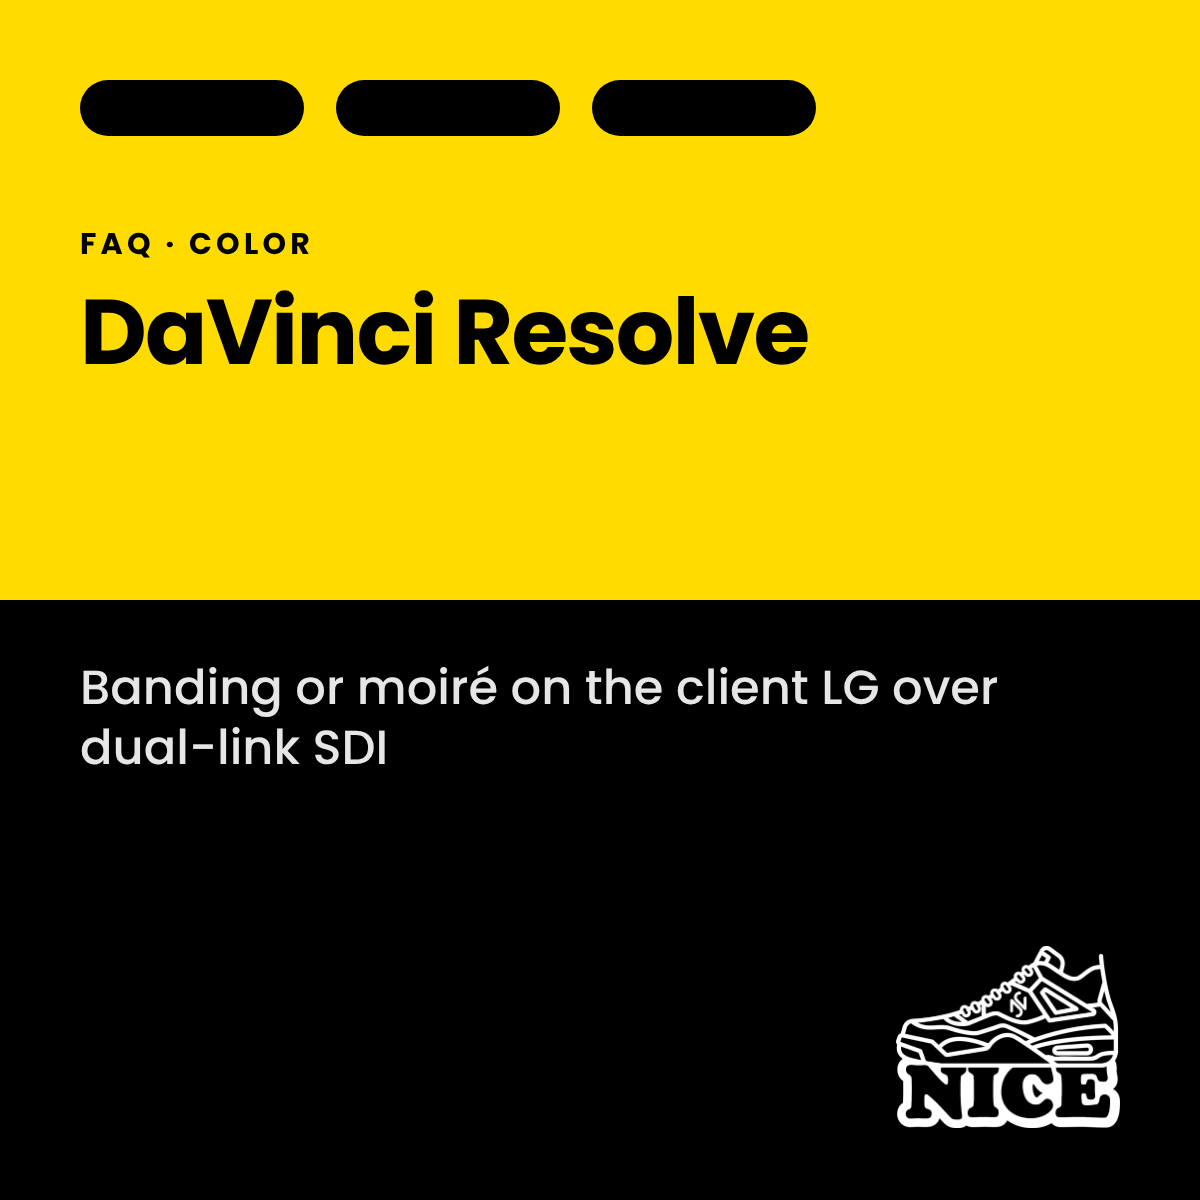 FAQ · COLOR
DaVinci Resolve
Banding or moiré on the client LG over
dual-link SDI
NICE